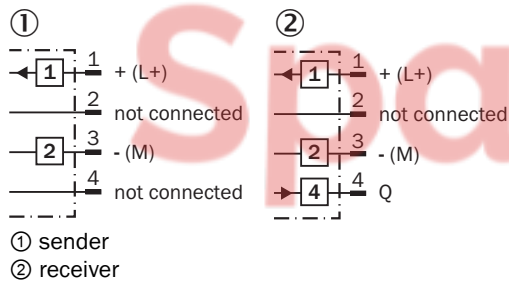 ① ②
1 1 + (L+) 1 1 + (L+)
2 not connected 2 not connected
2 3 - (M) 2 3 - (M)
4 not connected 4 4 Q
① sender
② receiver
Spa